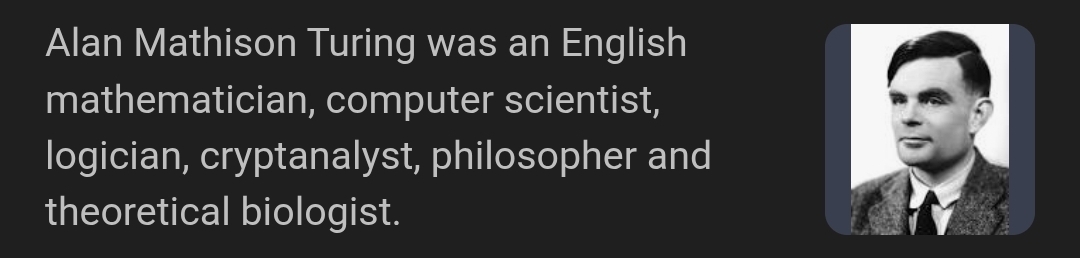 Alan Mathison Turing was an English
mathematician, computer scientist,
logician, cryptanalyst, philosopher and
theoretical biologist.